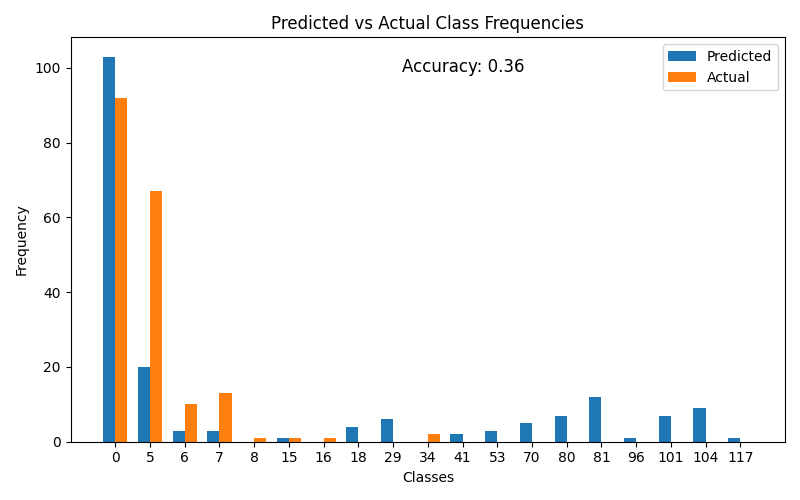 Predicted vs Actual Class Frequencies
Accuracy: 0.36
Predicted
Actual
Frequency
100
80
60
40
20
0
0 5 6 7 8 15 16 18 29 34 41 53 70 80 81 96 101 104 117
Classes